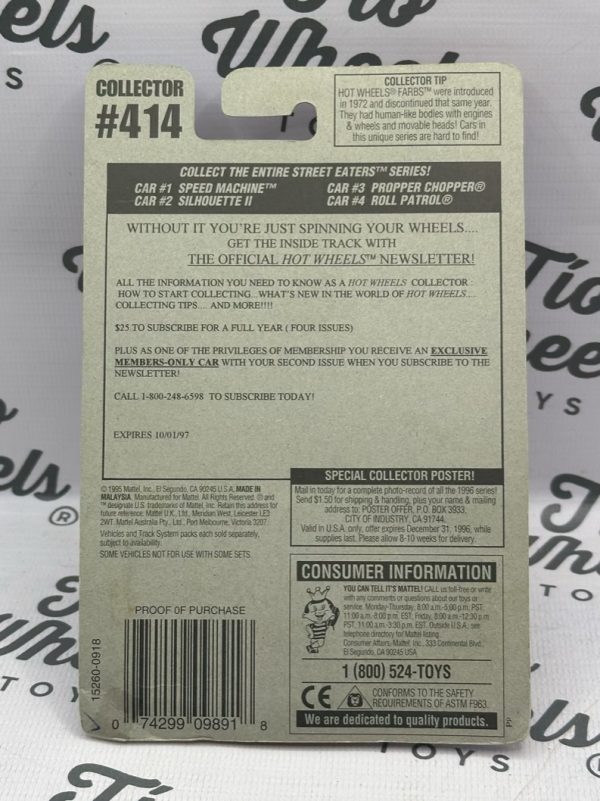 COLLECTOR
#414
COLLECTOR TIP
HOT WHEELS® FARBS™ were introduced
in 1972 and discontinued that same year.
They had human-like bodies with engines
& wheels and movable heads! Cars in
this unique series are hard to find!
COLLECT THE ENTIRE STREET EATERS™ SERIES!
CAR #1 SPEED MACHINE™
CAR #2 SILHOUETTE II
CAR #3 PROPPER CHOPPER®
CAR #4 ROLL PATROL®
WITHOUT IT YOU'RE JUST SPINNING YOUR WHEELS....
GET THE INSIDE TRACK WITH
THE OFFICIAL HOT WHEELS™ NEWSLETTER!
ALL THE INFORMATION YOU NEED TO KNOW AS A HOT WHEELS COLLECTOR :
HOW TO START COLLECTING... WHAT'S NEW IN THE WORLD OF HOT WHEELS....
COLLECTING TIPS.... AND MORE!!!!
$25 TO SUBSCRIBE FOR A FULL YEAR ( FOUR ISSUES)
PLUS AS ONE OF THE PRIVILEGES OF MEMBERSHIP YOU RECEIVE AN EXCLUSIVE
MEMBERS-ONLY CAR WITH YOUR SECOND ISSUE WHEN YOU SUBSCRIBE TO THE
NEWSLETTER!
CALL 1-800-248-6598 TO SUBSCRIBE TODAY!
EXPIRES 10/01/97
© 1995 Mattel, Inc., El Segundo, CA 90245 U.S.A. MADE IN
MALAYSIA. Manufactured for Mattel. All Rights Reserved. ® and
™ designate U.S. trademarks of Mattel, Inc. Retain this address for
future reference: Mattel U.K., Ltd., Meridian West, Leicester LE3
2WT. Mattel Australia Pty., Ltd., Port Melbourne, Victoria 3207.
Vehicles and Track System packs each sold separately,
subject to availability.
SOME VEHICLES NOT FOR USE WITH SOME SETS.
SPECIAL COLLECTOR POSTER!
Mail in today for a complete photo-record of all the 1996 series!
Send $1.50 for shipping & handling, plus your name & mailing
address to: POSTER OFFER, P.O. BOX 3933,
CITY OF INDUSTRY, CA 91744.
Valid in U.S.A. only, offer expires December 31, 1996, while
supplies last. Please allow 8-10 weeks for delivery.
CONSUMER INFORMATION
YOU CAN TELL IT'S MATTEL! CALL us toll-free or write
with any comments or questions about our toys or
service. Monday-Thursday: 8:00 a.m.-5:00 p.m. PST,
11:00 a.m.-8:00 p.m. EST; Friday, 8:00 a.m.-12:30 p.m.
PST, 11:00 a.m.-3:30 p.m. EST. Outside U.S.A., see
telephone directory for Mattel listing.
Consumer Affairs, Mattel, Inc., 333 Continental Blvd.,
El Segundo, CA 90245 USA
1 (800) 524-TOYS
CE
CONFORMS TO THE SAFETY
REQUIREMENTS OF ASTM F963.
We are dedicated to quality products.
PROOF OF PURCHASE
15260-0918
0 74299 09891 8
Tio
Wheels
TOYS